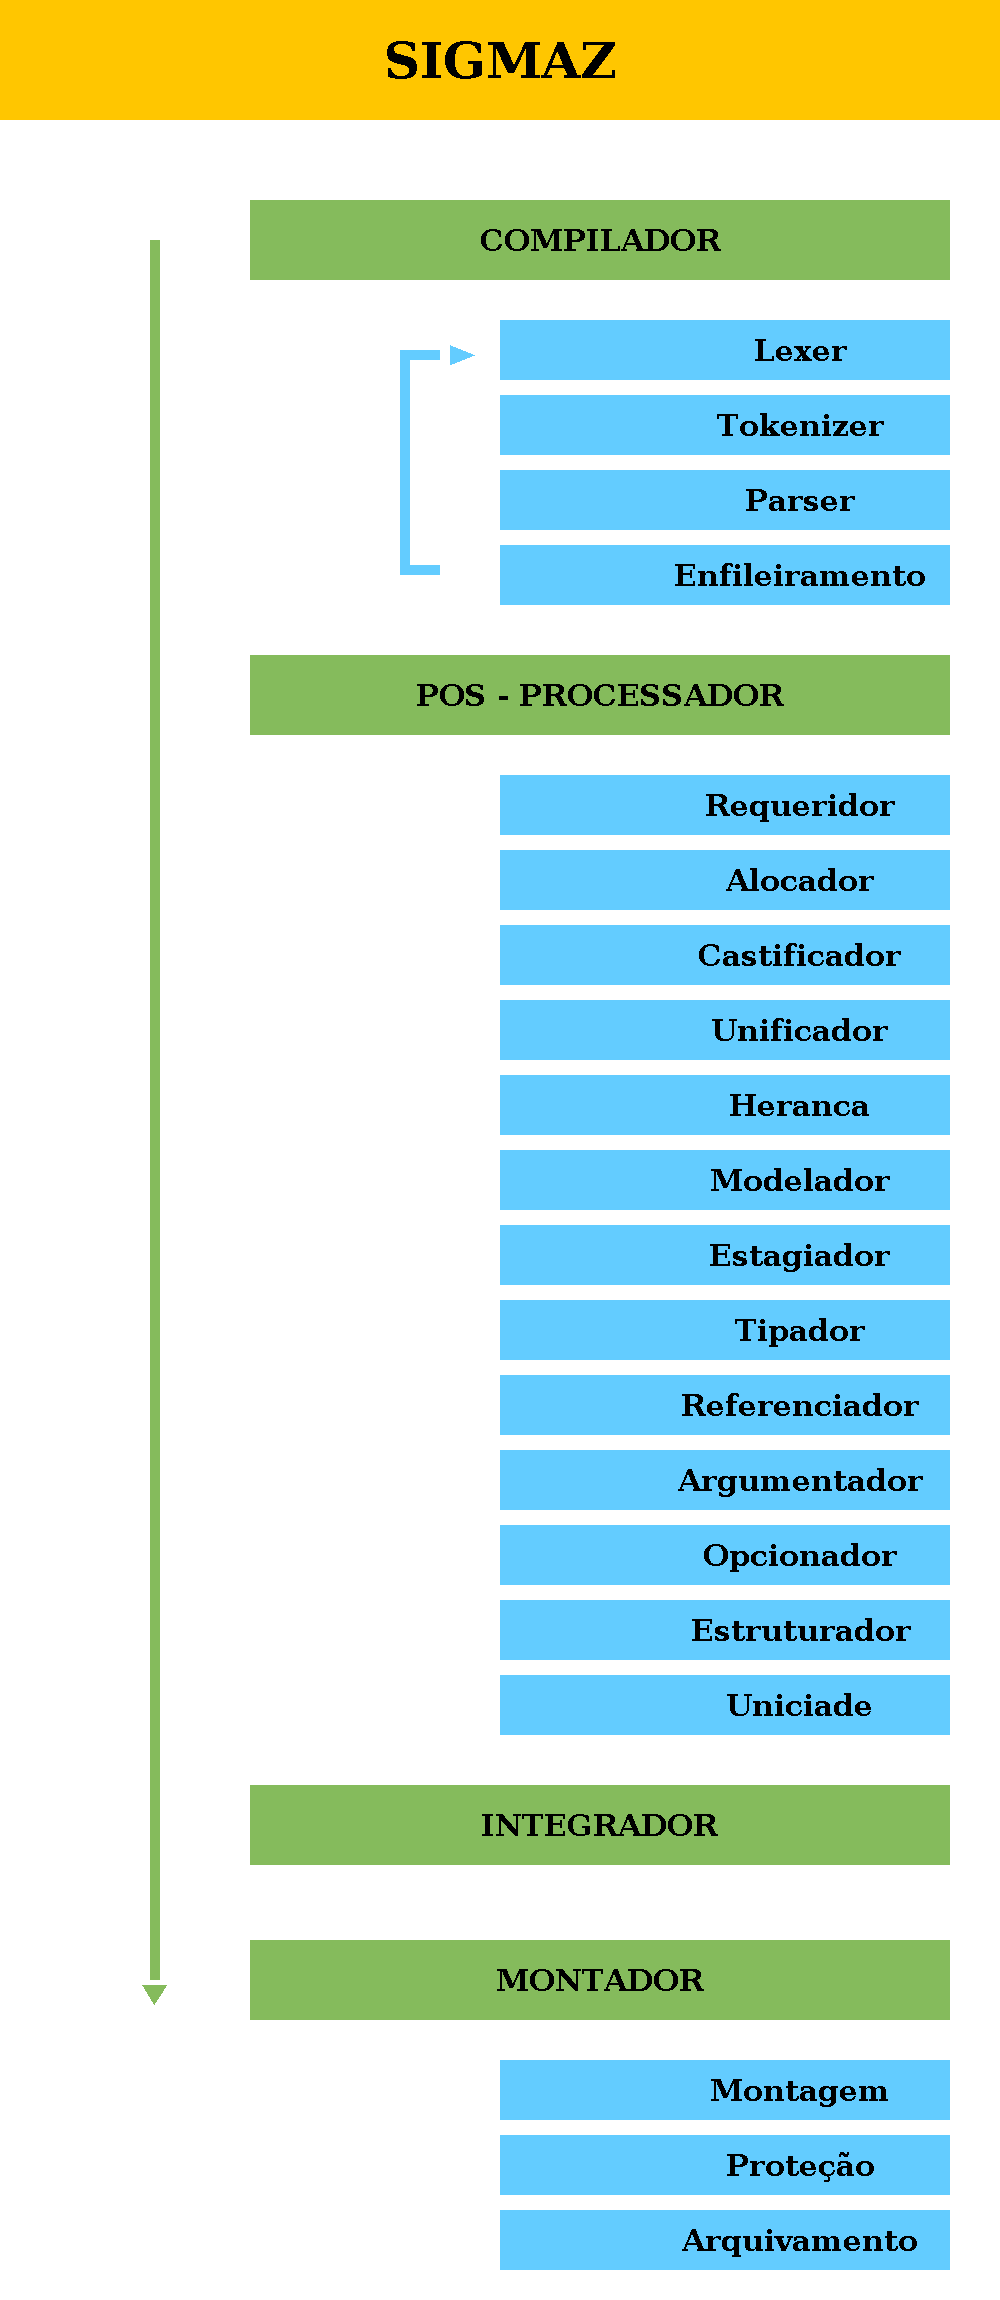 SIGMAZ
COMPILADOR
Lexer
Tokenizer
Parser
Enfileiramento
POS - PROCESSADOR
Requeridor
Alocador
Castificador
Unificador
Heranca
Modelador
Estagiador
Tipador
Referenciador
Argumentador
Opcionador
Estruturador
Uniciade
INTEGRADOR
MONTADOR
Montagem
Proteção
Arquivamento